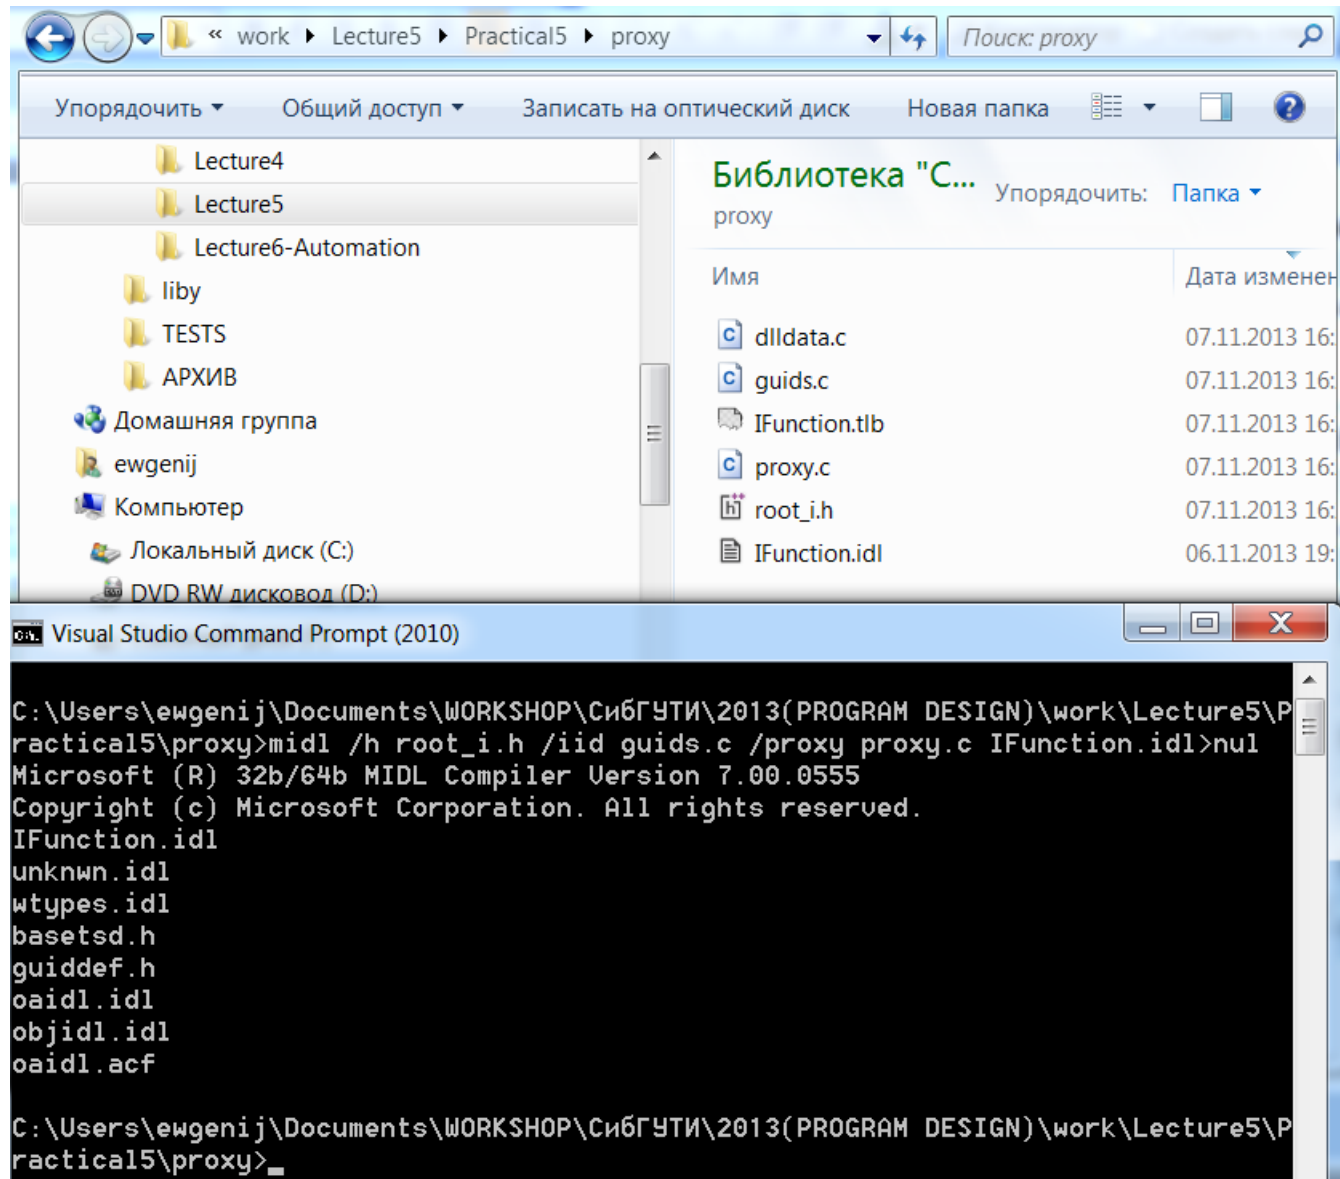 « work ▸ Lecture5 ▸ Practical5 ▸ proxy
Поиск: proxy
Упорядочить ▾ Общий доступ ▾ Записать на оптический диск Новая папка
Lecture4
Lecture5
Lecture6-Automation
liby
TESTS
АРХИВ
Домашняя группа
ewgenij
Компьютер
Локальный диск (C:)
DVD RW дисковод (D:)
Библиотека "С...
proxy
Упорядочить: Папка ▾
Имя Дата изменен
dlldata.c 07.11.2013 16:
guids.c 07.11.2013 16:
IFunction.tlb 07.11.2013 16:
proxy.c 07.11.2013 16:
root_i.h 07.11.2013 16:
IFunction.idl 06.11.2013 19:
C:\. Visual Studio Command Prompt (2010)
C:\Users\ewgenij\Documents\WORKSHOP\СибГУТИ\2013(PROGRAM DESIGN)\work\Lecture5\P
ractical5\proxy>midl /h root_i.h /iid guids.c /proxy proxy.c IFunction.idl>nul
Microsoft (R) 32b/64b MIDL Compiler Version 7.00.0555
Copyright (c) Microsoft Corporation. All rights reserved.
IFunction.idl
unknwn.idl
wtypes.idl
basetsd.h
guiddef.h
oaidl.idl
objidl.idl
oaidl.acf
C:\Users\ewgenij\Documents\WORKSHOP\СибГУТИ\2013(PROGRAM DESIGN)\work\Lecture5\P
ractical5\proxy>_